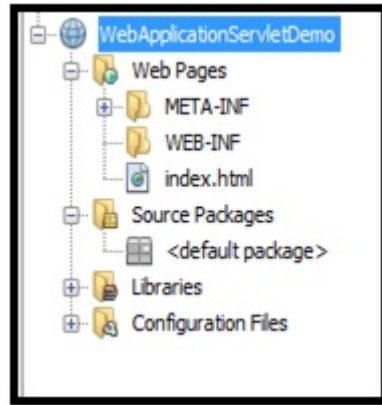 WebApplicationServletDemo
Web Pages
META-INF
WEB-INF
index.html
Source Packages
<default package>
Libraries
Configuration Files